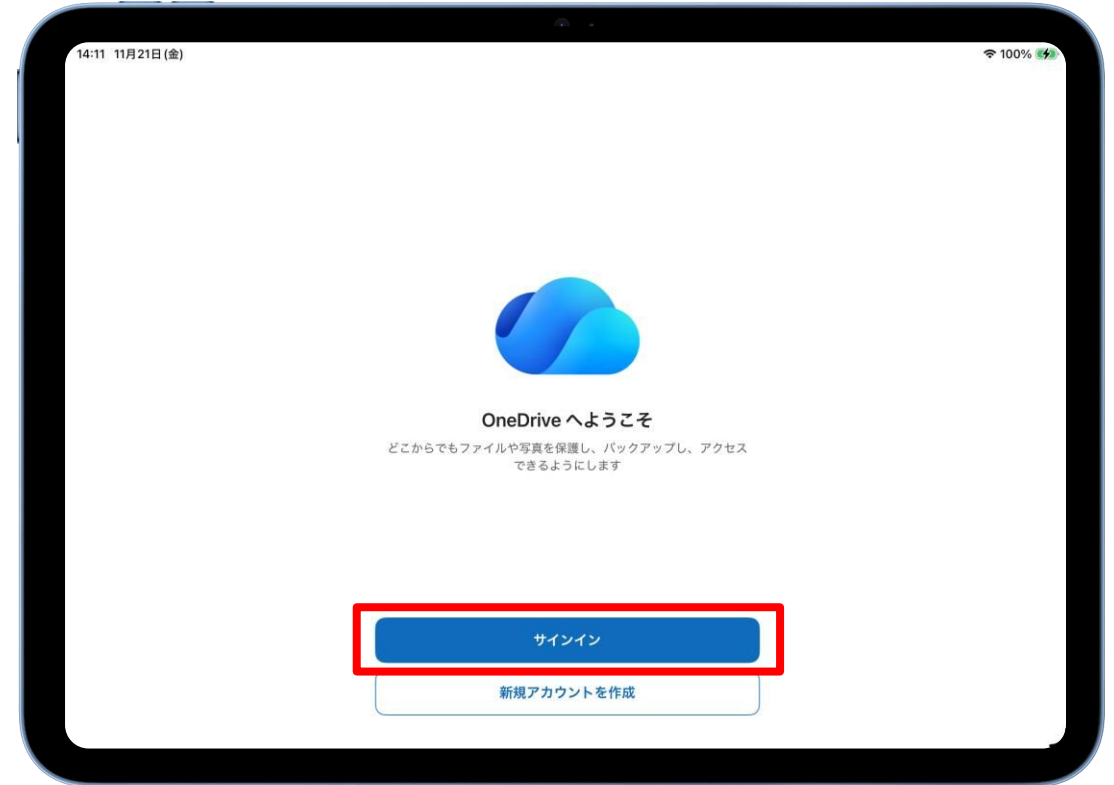 14:11 11月21日(金) 100%
OneDrive へようこそ
どこからでもファイルや写真を保護し、バックアップし、アクセス
できるようにします
サインイン
新規アカウントを作成